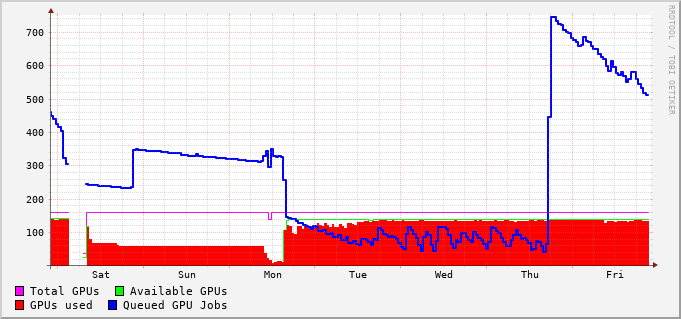 700
600
500
400
300
200
100
Sat Sun Mon Tue Wed Thu Fri
Total GPUs Available GPUs
GPUs used Queued GPU Jobs
RRDTOOL / TOBI OETIKER